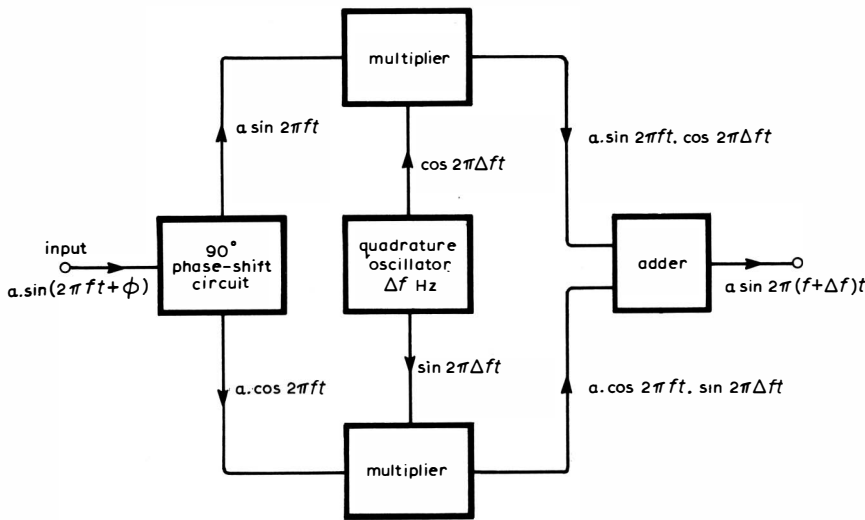 multiplier
a sin 2πft
a.sin 2πft. cos 2πΔft
cos 2πΔft
input
a.sin(2πft+ϕ)
90°
phase-shift
circuit
quadrature
oscillator.
Δf Hz
adder
a sin 2π(f+Δf)t
sin 2πΔft
a.cos 2πft
a.cos 2πft. sin 2πΔft
multiplier